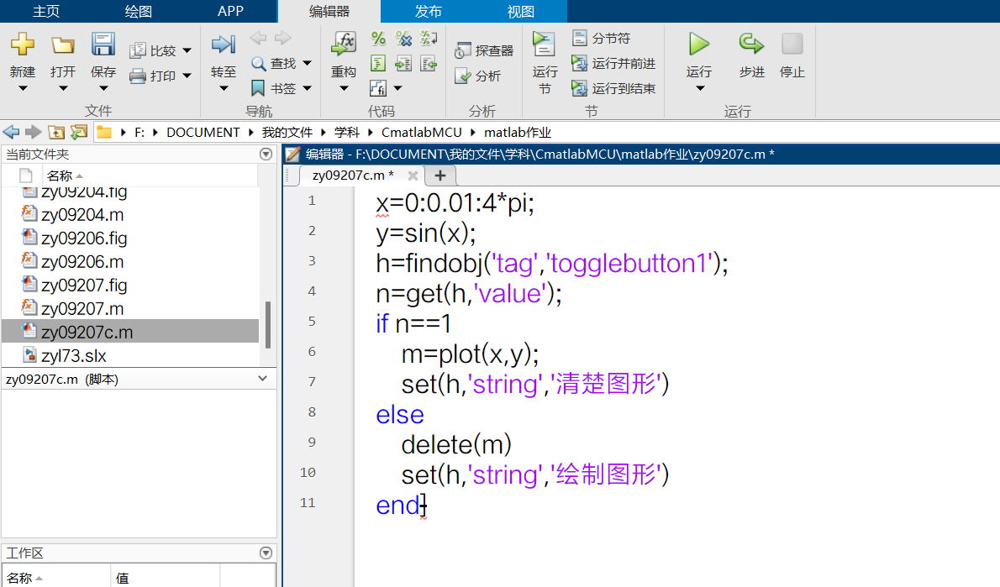 主页 绘图 APP 编辑器 发布 视图
新建 打开 保存 比较 打印 转至 查找 书签 重构 探查器 分析 运行节 分节符 运行并前进 运行到结束 运行 步进 停止
文件 导航 代码 分析 节 运行
F: DOCUMENT 我的文件 学科 CmatlabMCU matlab作业
当前文件夹
名称
zy09204.fig
zy09204.m
zy09206.fig
zy09206.m
zy09207.fig
zy09207.m
zy09207c.m
zyl73.slx
zy09207c.m (脚本)
工作区
名称 值
编辑器 - F:\DOCUMENT\我的文件\学科\CmatlabMCU\matlab作业\zy09207c.m *
zy09207c.m *
1 x=0:0.01:4*pi;
2 y=sin(x);
3 h=findobj('tag','togglebutton1');
4 n=get(h,'value');
5 if n==1
6 m=plot(x,y);
7 set(h,'string','清楚图形')
8 else
9 delete(m)
10 set(h,'string','绘制图形')
11 end